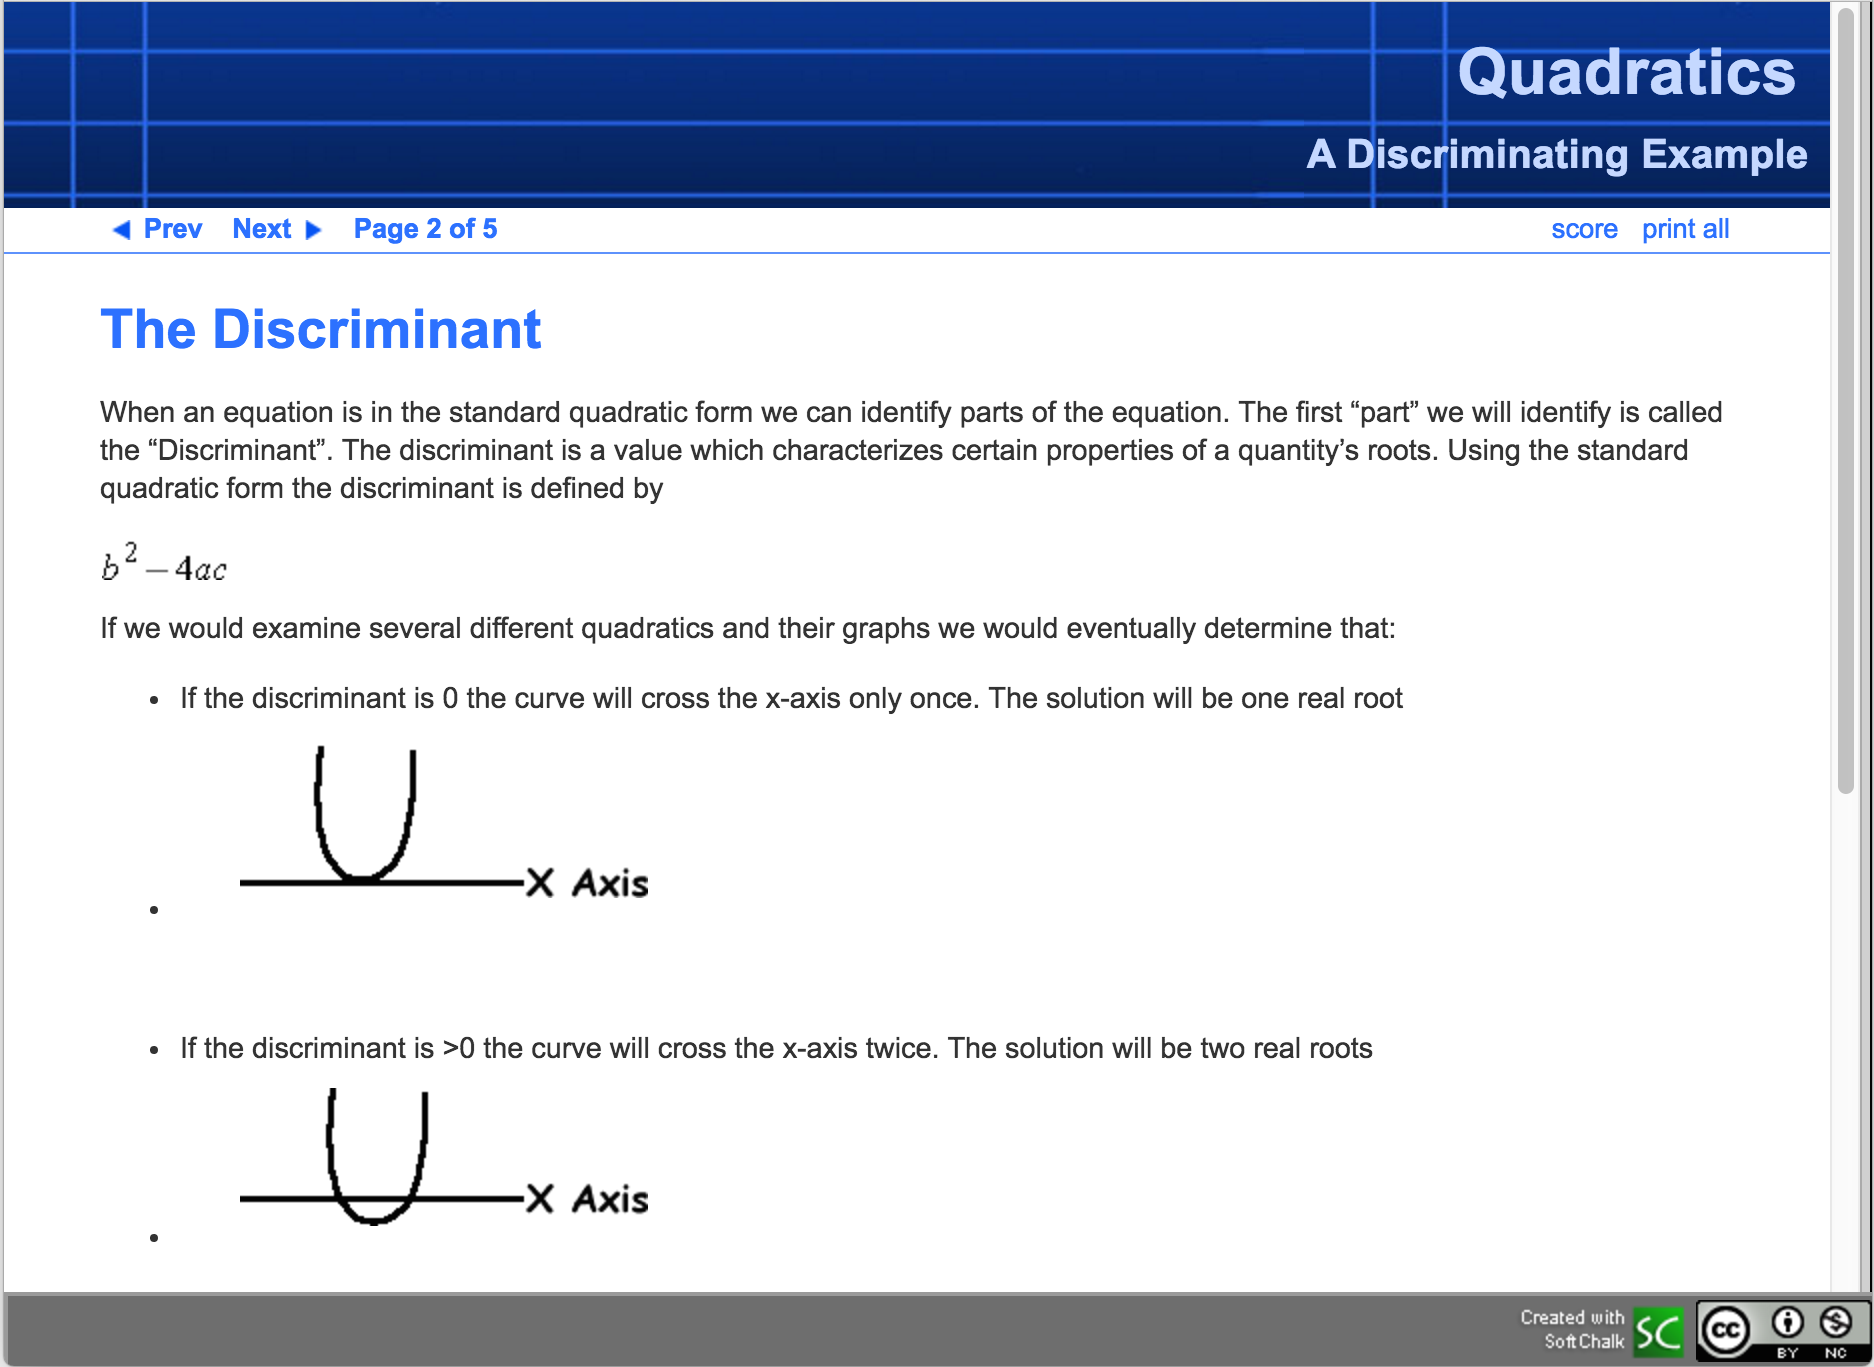 Quadratics
A Discriminating Example
Prev Next Page 2 of 5 score print all
The Discriminant
When an equation is in the standard quadratic form we can identify parts of the equation. The first “part” we will identify is called
the “Discriminant”. The discriminant is a value which characterizes certain properties of a quantity’s roots. Using the standard
quadratic form the discriminant is defined by
b² – 4ac
If we would examine several different quadratics and their graphs we would eventually determine that:
• If the discriminant is 0 the curve will cross the x-axis only once. The solution will be one real root
X Axis
• If the discriminant is >0 the curve will cross the x-axis twice. The solution will be two real roots
X Axis
Created with
SoftChalk
SC
cc
BY NC